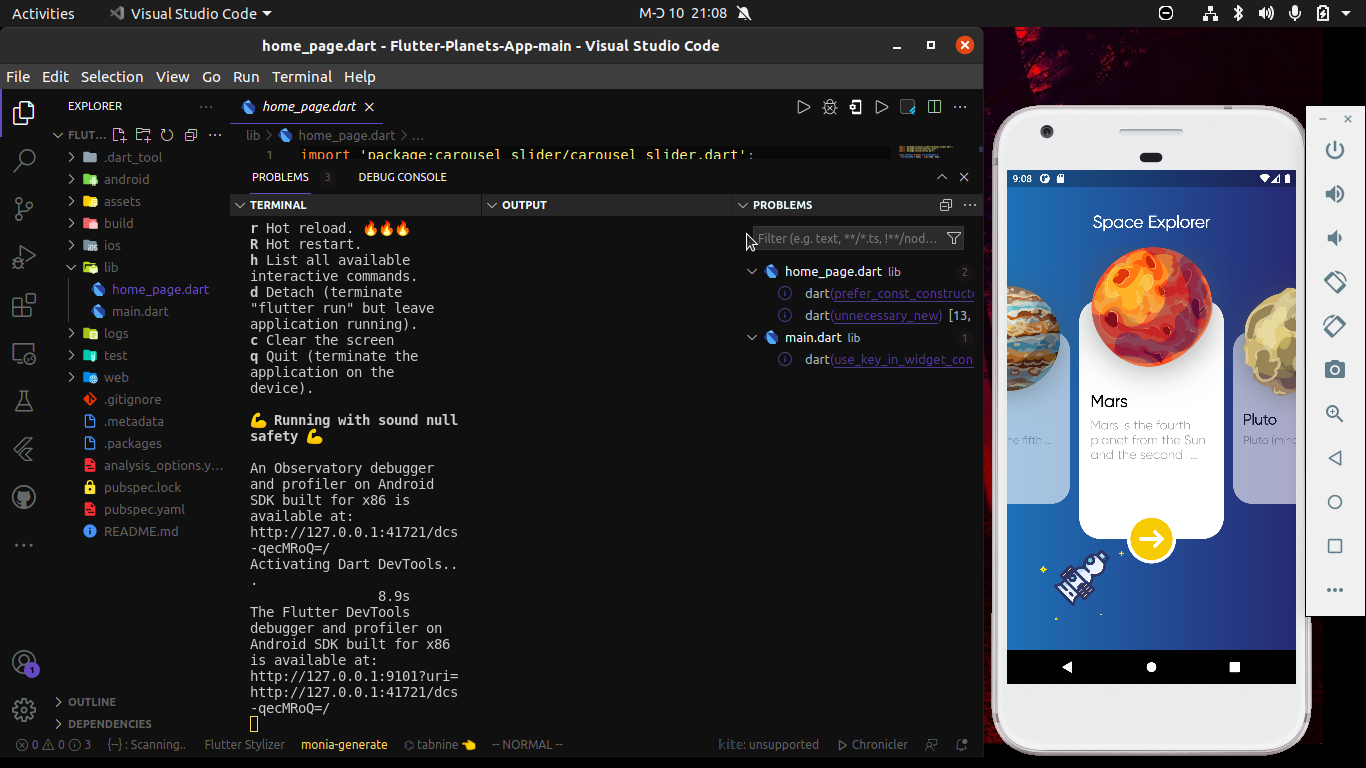 Activities
Visual Studio Code
М-Ͻ 10 21:08
home_page.dart - Flutter-Planets-App-main - Visual Studio Code
File Edit Selection View Go Run Terminal Help
EXPLORER
home_page.dart
FLUT...
lib > home_page.dart > ...
.dart_tool
1 import 'package:carousel_slider/carousel_slider.dart';
android
assets
build
ios
lib
home_page.dart
main.dart
logs
test
web
.gitignore
.metadata
.packages
analysis_options.y...
pubspec.lock
pubspec.yaml
README.md
1
OUTLINE
DEPENDENCIES
PROBLEMS 3 DEBUG CONSOLE
TERMINAL
r Hot reload. 🔥🔥🔥
R Hot restart.
h List all available
interactive commands.
d Detach (terminate
"flutter run" but leave
application running).
c Clear the screen
q Quit (terminate the
application on the
device).
💪 Running with sound null
safety 💪
An Observatory debugger
and profiler on Android
SDK built for x86 is
available at:
http://127.0.0.1:41721/dcs
-qecMRoQ=/
Activating Dart DevTools..
.
8.9s
The Flutter DevTools
debugger and profiler on
Android SDK built for x86
is available at:
http://127.0.0.1:9101?uri=
http://127.0.0.1:41721/dcs
-qecMRoQ=/
OUTPUT
PROBLEMS
Filter (e.g. text, **/*.ts, !**/nod...
home_page.dart lib 2
dart(prefer_const_constructo
dart(unnecessary_new) [13,
main.dart lib 1
dart(use_key_in_widget_con
0 0 3 {--} : Scanning.. Flutter Stylizer monia-generate tabnine 👈 -- NORMAL -- kite: unsupported Chronicler
9:08
Space Explorer
Mars
Mars is the fourth
planet from the Sun
and the second ...
he fifth ...
Pluto
Pluto (mino